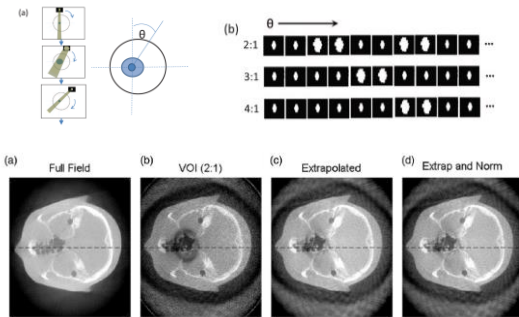 (a)
θ
(b)
θ
2:1
...
3:1
...
4:1
...
(a) Full Field
(b) VOI (2:1)
(c) Extrapolated
(d) Extrap and Norm